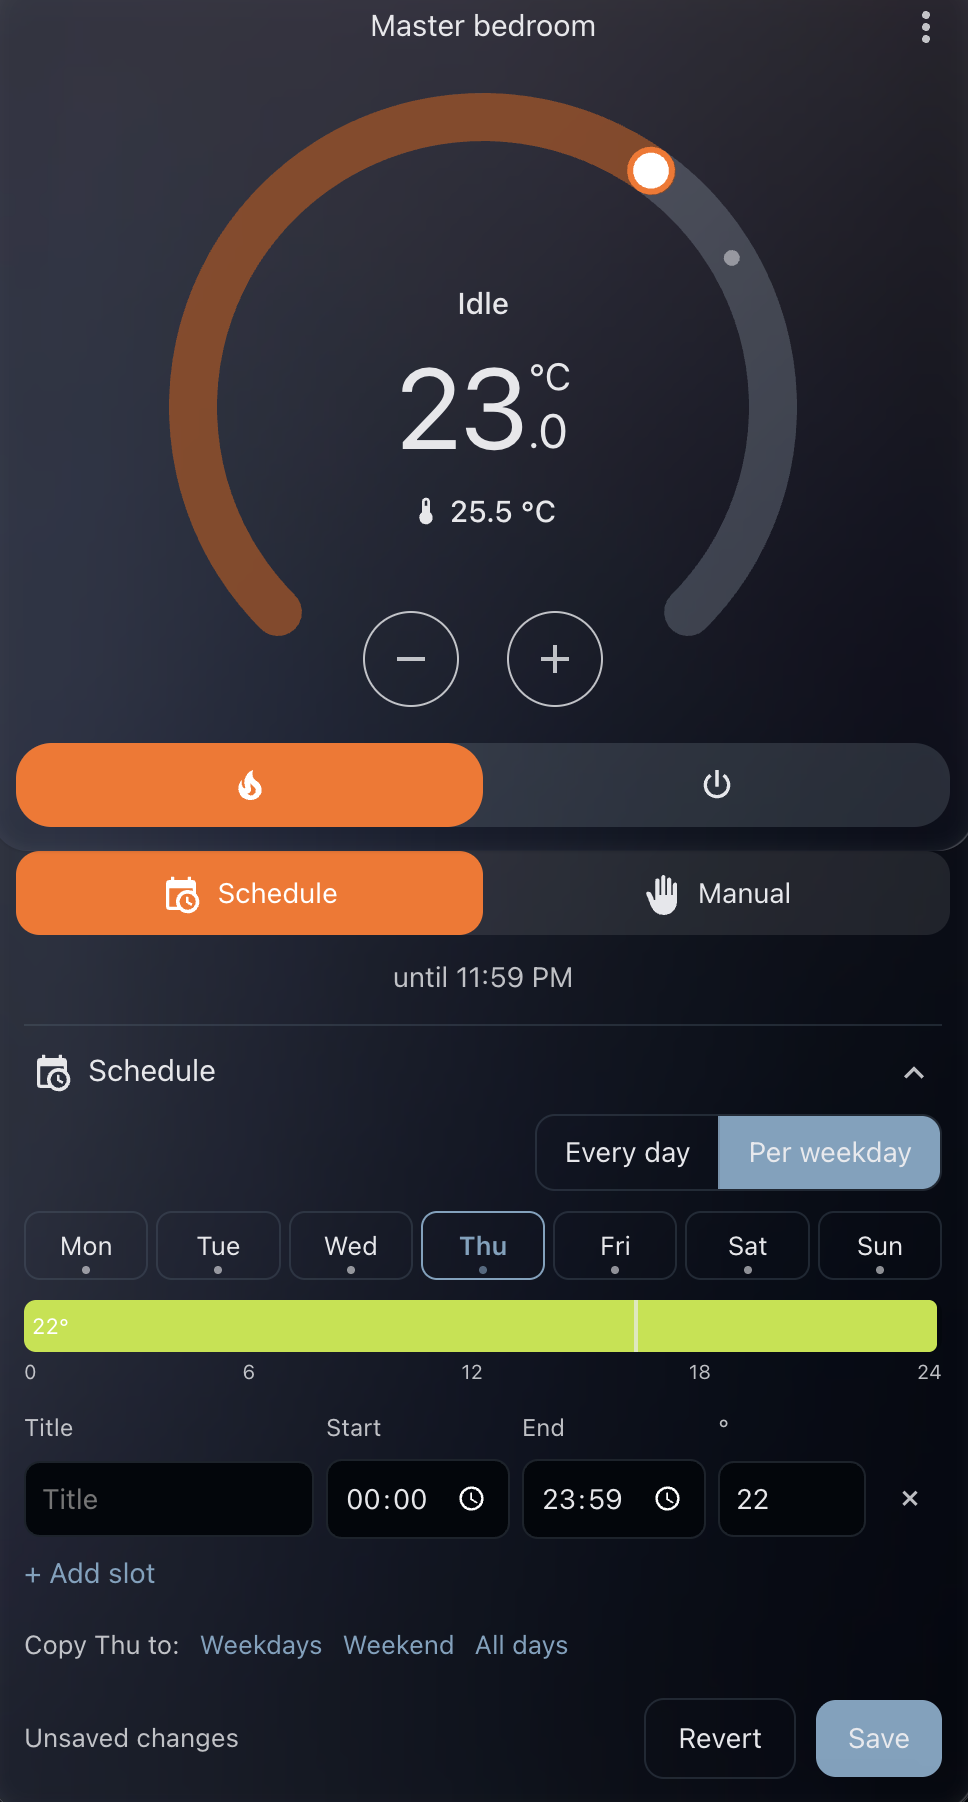 Master bedroom
Idle
23.0 °C
25.5 °C
Schedule Manual
until 11:59 PM
Schedule
Every day Per weekday
Mon Tue Wed Thu Fri Sat Sun
22°
0 6 12 18 24
Title Start End °
Title 00:00 23:59 22 ×
+ Add slot
Copy Thu to: Weekdays Weekend All days
Unsaved changes Revert Save